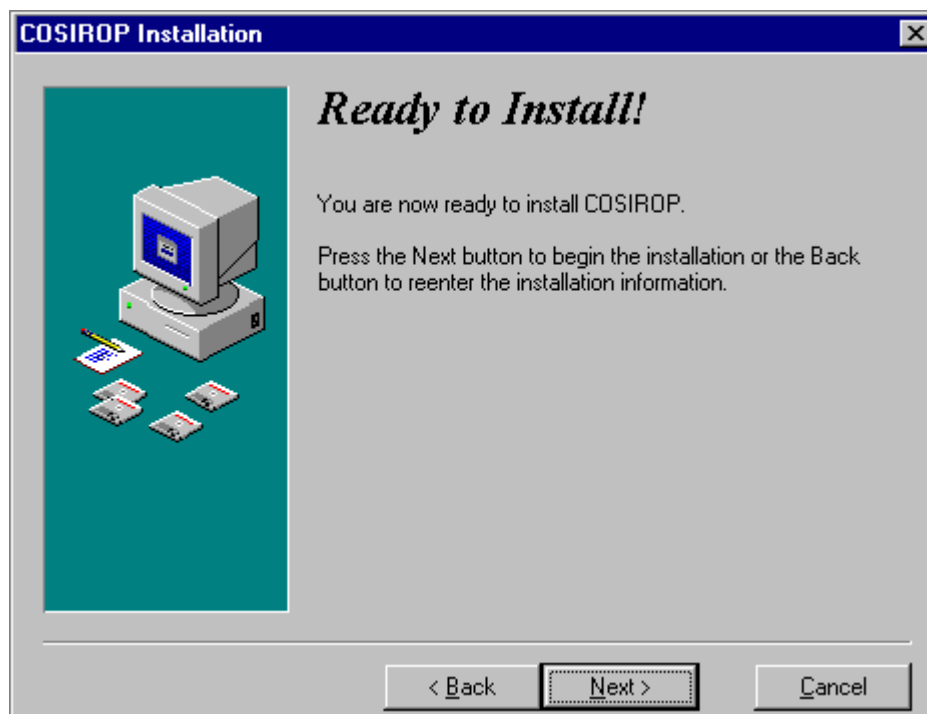 COSIROP Installation
Ready to Install!
You are now ready to install COSIROP.
Press the Next button to begin the installation or the Back
button to reenter the installation information.
< Back
Next >
Cancel